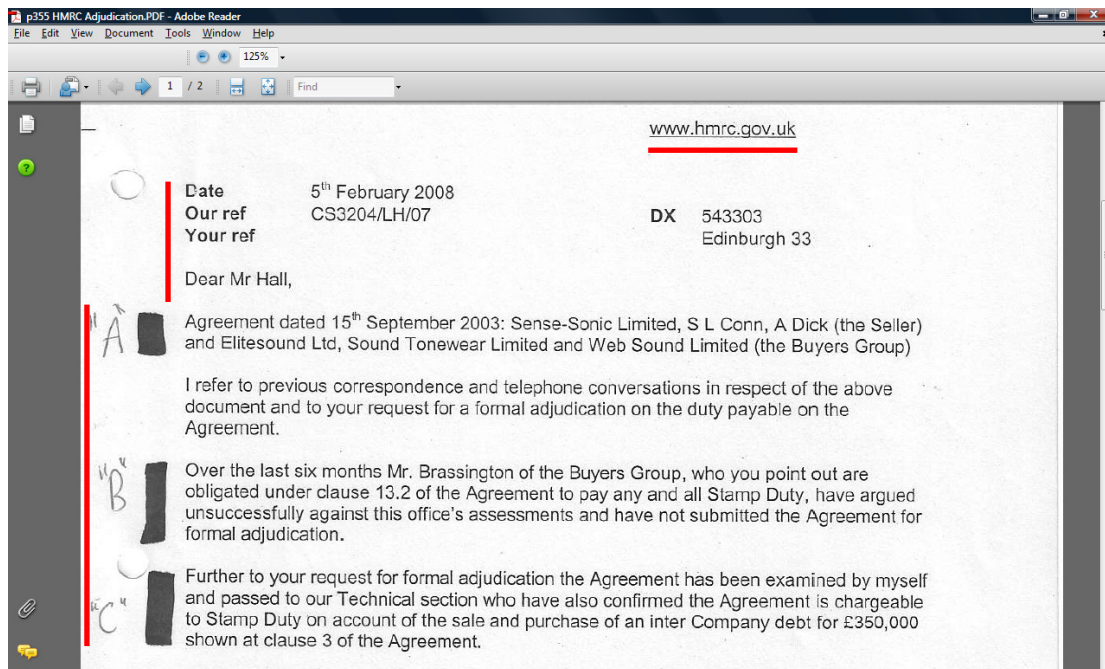 p355 HMRC Adjudication.PDF - Adobe Reader
File Edit View Document Tools Window Help
125%
1 / 2 Find
www.hmrc.gov.uk
Date 5th February 2008
Our ref CS3204/LH/07 DX 543303
Your ref Edinburgh 33
Dear Mr Hall,
"A" Agreement dated 15th September 2003: Sense-Sonic Limited, S L Conn, A Dick (the Seller)
and Elitesound Ltd, Sound Tonewear Limited and Web Sound Limited (the Buyers Group)
I refer to previous correspondence and telephone conversations in respect of the above
document and to your request for a formal adjudication on the duty payable on the
Agreement.
"B" Over the last six months Mr. Brassington of the Buyers Group, who you point out are
obligated under clause 13.2 of the Agreement to pay any and all Stamp Duty, have argued
unsuccessfully against this office's assessments and have not submitted the Agreement for
formal adjudication.
"C" Further to your request for formal adjudication the Agreement has been examined by myself
and passed to our Technical section who have also confirmed the Agreement is chargeable
to Stamp Duty on account of the sale and purchase of an inter Company debt for £350,000
shown at clause 3 of the Agreement.